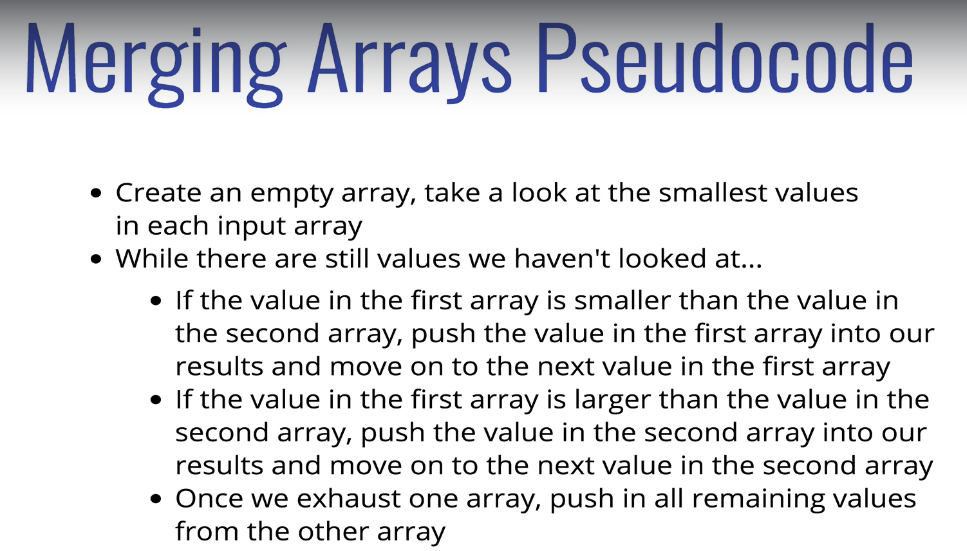 Merging Arrays Pseudocode
• Create an empty array, take a look at the smallest values
in each input array
• While there are still values we haven't looked at...
• If the value in the first array is smaller than the value in
the second array, push the value in the first array into our
results and move on to the next value in the first array
• If the value in the first array is larger than the value in the
second array, push the value in the second array into our
results and move on to the next value in the second array
• Once we exhaust one array, push in all remaining values
from the other array